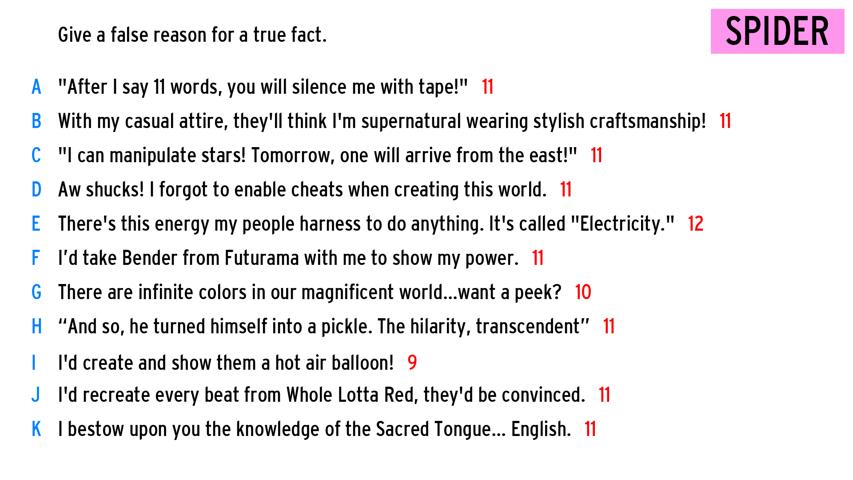 Give a false reason for a true fact.
SPIDER
A "After I say 11 words, you will silence me with tape!" 11
B With my casual attire, they'll think I'm supernatural wearing stylish craftsmanship! 11
C "I can manipulate stars! Tomorrow, one will arrive from the east!" 11
D Aw shucks! I forgot to enable cheats when creating this world. 11
E There's this energy my people harness to do anything. It's called "Electricity." 12
F I’d take Bender from Futurama with me to show my power. 11
G There are infinite colors in our magnificent world...want a peek? 10
H “And so, he turned himself into a pickle. The hilarity, transcendent” 11
I I'd create and show them a hot air balloon! 9
J I'd recreate every beat from Whole Lotta Red, they'd be convinced. 11
K I bestow upon you the knowledge of the Sacred Tongue... English. 11